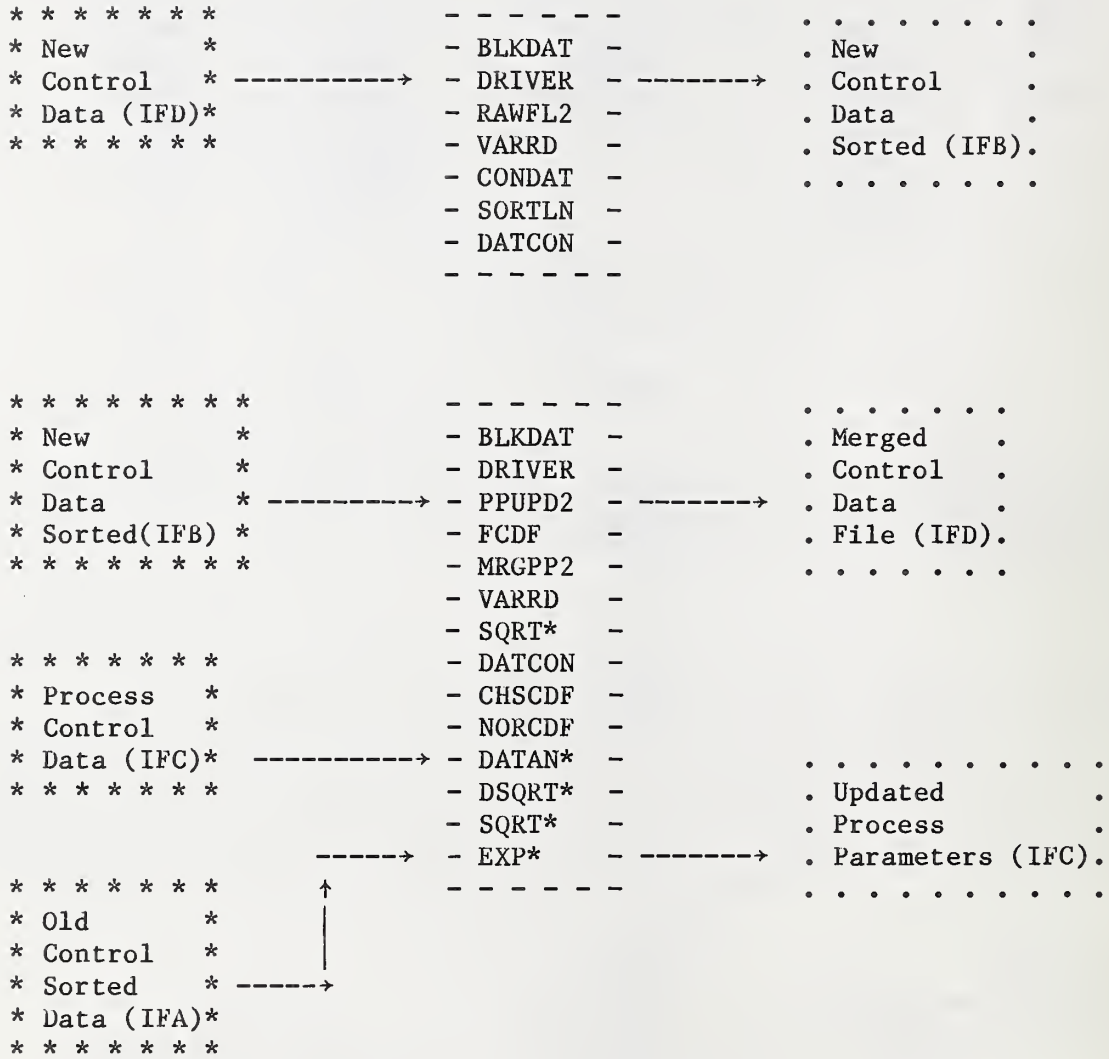 * * * * * * *
* New *
* Control * ----------→
* Data (IFD)*
* * * * * * *
- - - - - -
- BLKDAT -
- DRIVER - -------→
- RAWFL2 -
- VARRD -
- CONDAT -
- SORTLN -
- DATCON -
- - - - - -
. . . . . . . .
. New .
. Control .
. Data .
. Sorted (IFB).
. . . . . . . .
* * * * * * * *
* New *
* Control *
* Data * ----------→
* Sorted(IFB) *
* * * * * * * *
* * * * * * *
* Process *
* Control *
* Data (IFC)* ----------→
* * * * * * *
* * * * * * *
* Old *
* Control *
* Sorted * ------→
* Data (IFA)*
* * * * * * *
- - - - - -
- BLKDAT -
- DRIVER -
- PPUPD2 - -------→
- FCDF -
- MRGPP2 -
- VARRD -
- SQRT* -
- DATCON -
- CHSCDF -
- NORCDF -
- DATAN* -
- DSQRT* -
- SQRT* -
-----→ - EXP* - -------→
- - - - - -
. . . . . . .
. Merged .
. Control .
. Data .
. File (IFD).
. . . . . . .
. . . . . . . . . .
. Updated .
. Process .
. Parameters (IFC).
. . . . . . . . . .